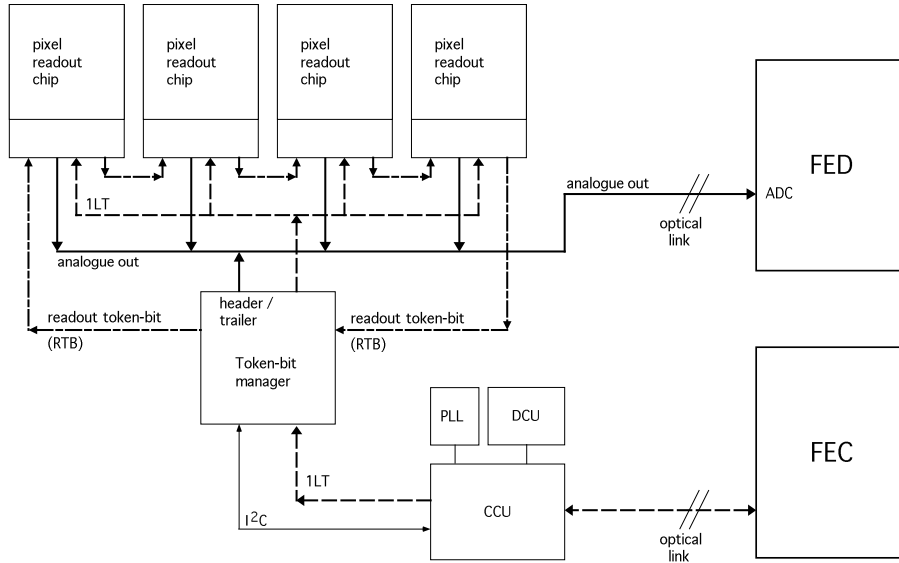 pixel
readout
chip
pixel
readout
chip
pixel
readout
chip
pixel
readout
chip
1LT
analogue out
analogue out
optical
link
ADC
FED
header /
trailer
readout token-bit
(RTB)
readout token-bit
(RTB)
Token-bit
manager
PLL
DCU
1LT
I²C
CCU
optical
link
FEC